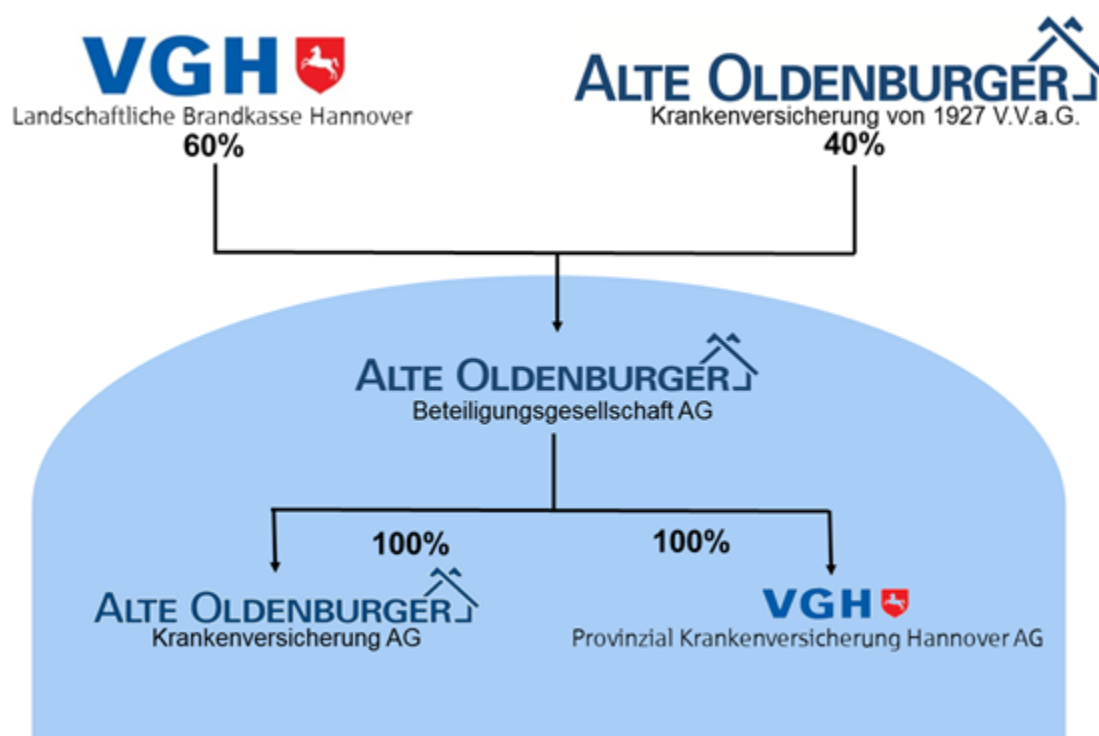 VGH
Landschaftliche Brandkasse Hannover
60%
ALTE OLDENBURGER
Krankenversicherung von 1927 V.V.a.G.
40%
ALTE OLDENBURGER
Beteiligungsgesellschaft AG
100%
100%
ALTE OLDENBURGER
Krankenversicherung AG
VGH
Provinzial Krankenversicherung Hannover AG